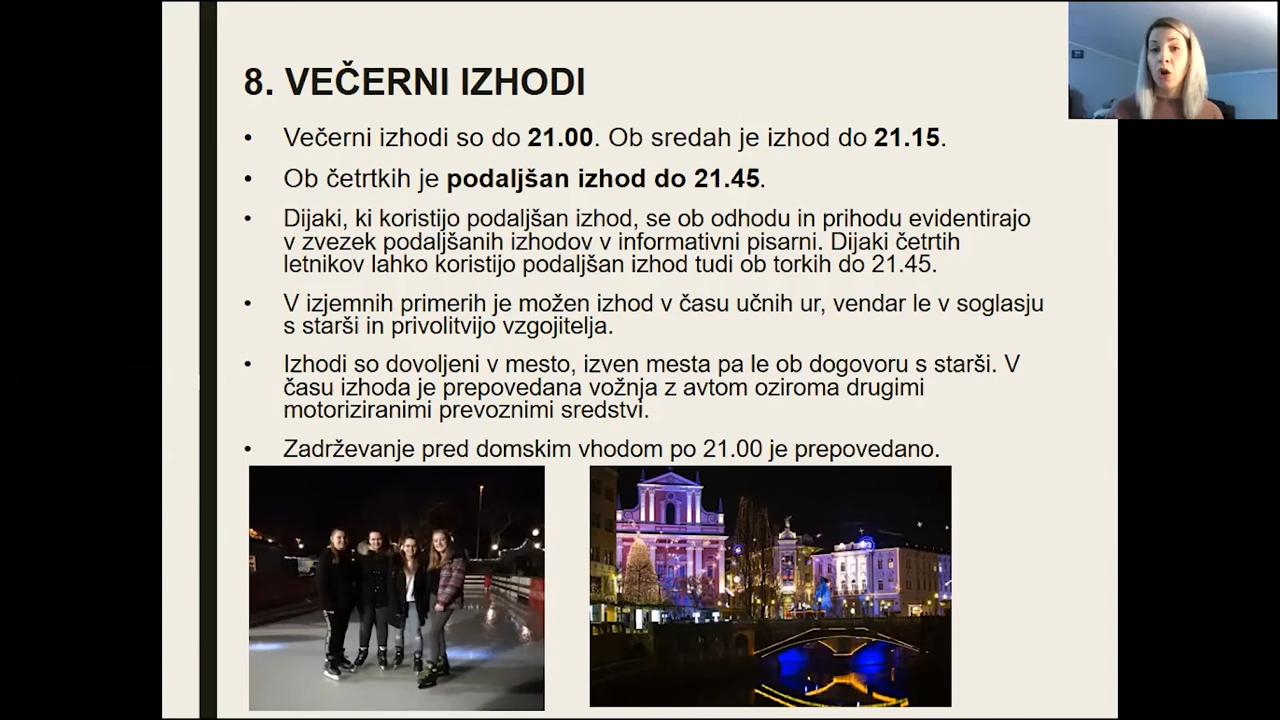 8. VEČERNI IZHODI
• Večerni izhodi so do 21.00. Ob sredah je izhod do 21.15.
• Ob četrtkih je podaljšan izhod do 21.45.
• Dijaki, ki koristijo podaljšan izhod, se ob odhodu in prihodu evidentirajo
v zvezek podaljšanih izhodov v informativni pisarni. Dijaki četrtih
letnikov lahko koristijo podaljšan izhod tudi ob torkih do 21.45.
• V izjemnih primerih je možen izhod v času učnih ur, vendar le v soglasju
s starši in privolitvijo vzgojitelja.
• Izhodi so dovoljeni v mesto, izven mesta pa le ob dogovoru s starši. V
času izhoda je prepovedana vožnja z avtom oziroma drugimi
motoriziranimi prevoznimi sredstvi.
• Zadrževanje pred domskim vhodom po 21.00 je prepovedano.